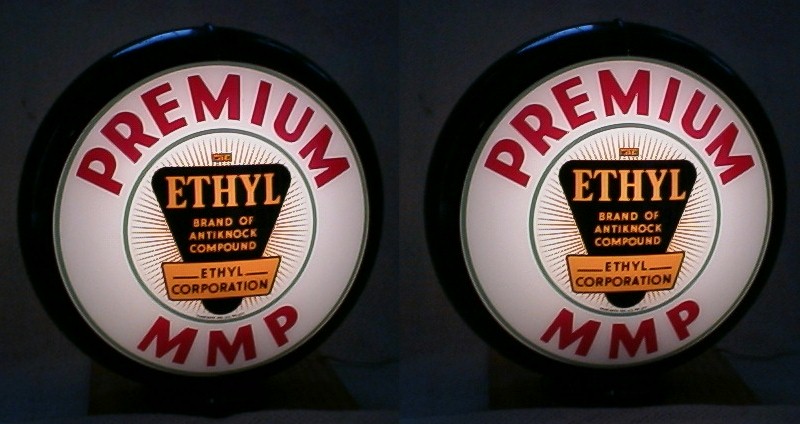 PREMIUM
ETHYL
BRAND OF
ANTIKNOCK
COMPOUND
ETHYL
CORPORATION
MMP
PREMIUM
ETHYL
BRAND OF
ANTIKNOCK
COMPOUND
ETHYL
CORPORATION
MMP